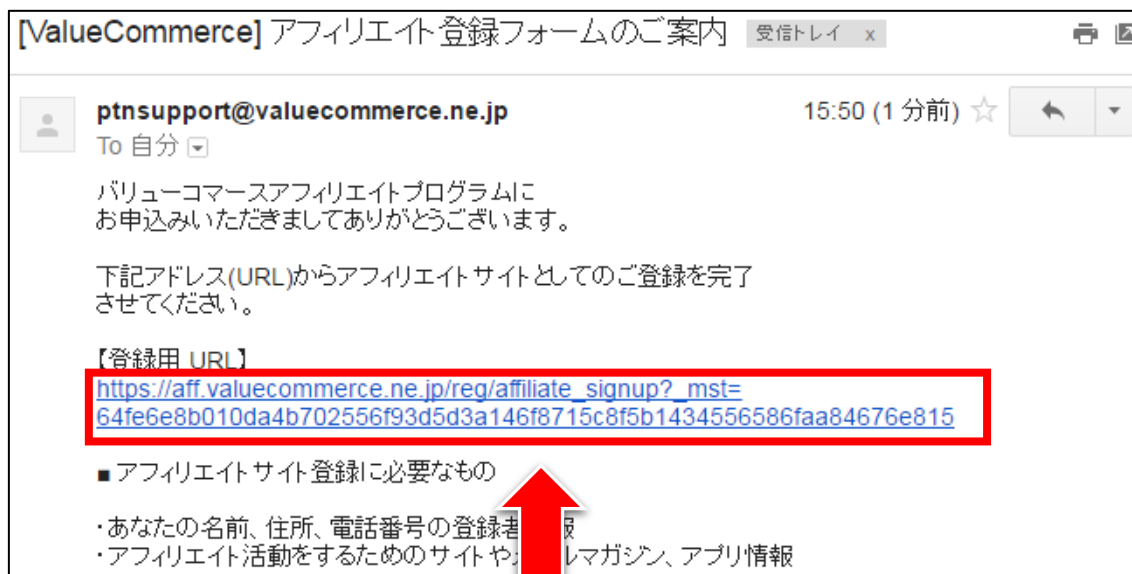 [ValueCommerce] アフィリエイト登録フォームのご案内 受信トレイ x
ptnsupport@valuecommerce.ne.jp 15:50 (1 分前)
To 自分
バリューコマースアフィリエイトプログラムに
お申込みいただきましてありがとうございます。
下記アドレス(URL)からアフィリエイトサイトとしてのご登録を完了
させてください。
【登録用 URL】
https://aff.valuecommerce.ne.jp/reg/affiliate_signup?_mst=
64fe6e8b010da4b702556f93d5d3a146f8715c8f5b1434556586faa84676e815
■アフィリエイトサイト登録に必要なもの
・あなたの名前、住所、電話番号の登録者 報
・アフィリエイト活動をするためのサイトや ルマガジン、アプリ情報